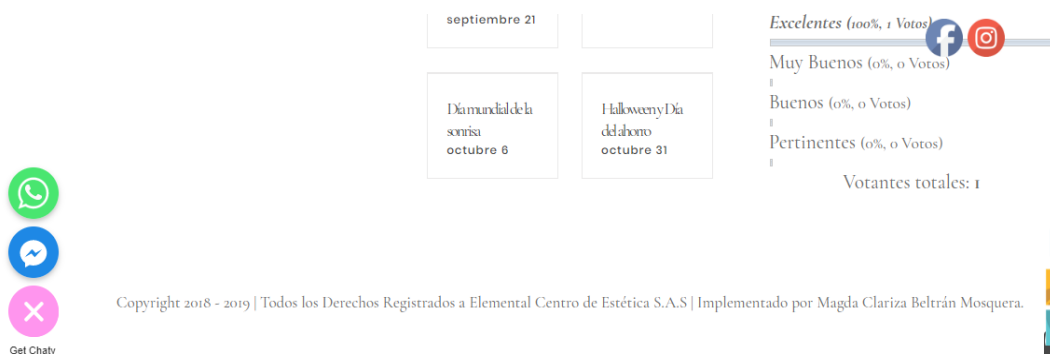 septiembre 21
Día mundial de la
sonrisa
octubre 6
Halloween y Día
del ahorro
octubre 31
Excelentes (100%, 1 Votos)
Muy Buenos (0%, 0 Votos)
Buenos (0%, 0 Votos)
Pertinentes (0%, 0 Votos)
Votantes totales: 1
Get Chaty
Copyright 2018 - 2019 | Todos los Derechos Registrados a Elemental Centro de Estética S.A.S | Implementado por Magda Clariza Beltrán Mosquera.